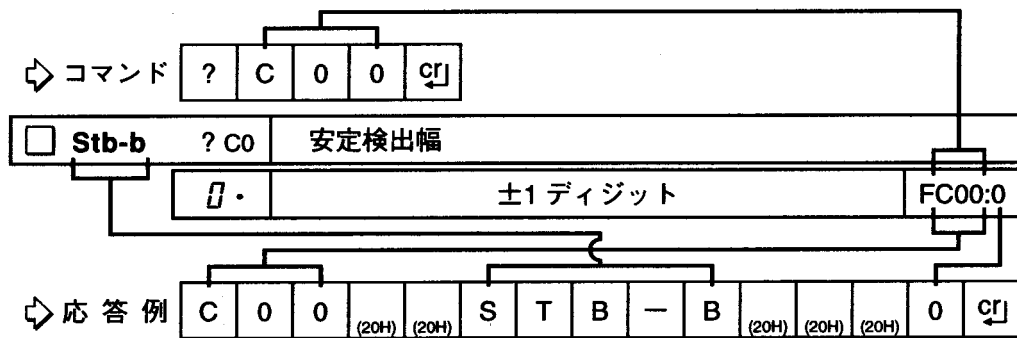 ⇨ コマンド ? C 0 0 cr
Stb-b ? C0 安定検出幅
0・ ±1 ディジット FC00:0
⇨ 応答例 C 0 0 (20H) (20H) S T B － B (20H) (20H) (20H) 0 cr